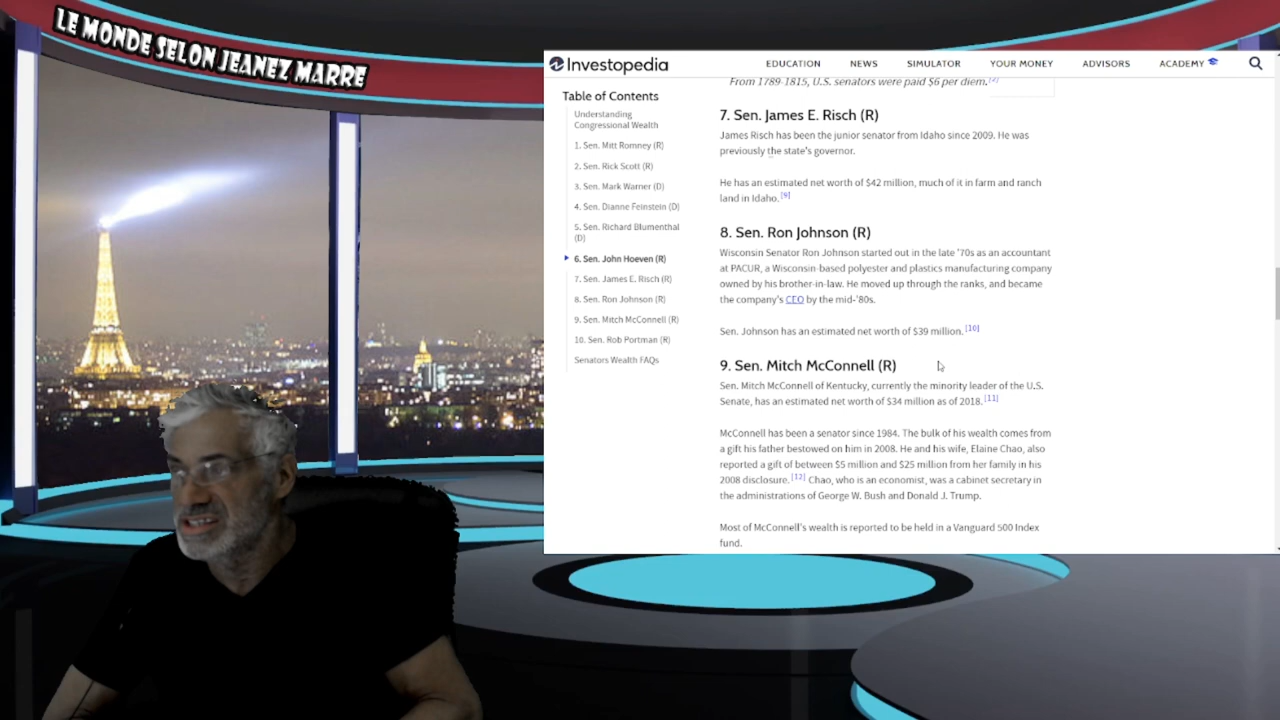 LE MONDE SELON JEANEZ MARRE
Investopedia
EDUCATION NEWS SIMULATOR YOUR MONEY ADVISORS ACADEMY
From 1789-1815, U.S. senators were paid $6 per diem.
Table of Contents
Understanding
Congressional Wealth
1. Sen. Mitt Romney (R)
2. Sen. Rick Scott (R)
3. Sen. Mark Warner (D)
4. Sen. Dianne Feinstein (D)
5. Sen. Richard Blumenthal
(D)
6. Sen. John Hoeven (R)
7. Sen. James E. Risch (R)
8. Sen. Ron Johnson (R)
9. Sen. Mitch McConnell (R)
10. Sen. Rob Portman (R)
Senators Wealth FAQs
7. Sen. James E. Risch (R)
James Risch has been the junior senator from Idaho since 2009. He was
previously the state's governor.
He has an estimated net worth of $42 million, much of it in farm and ranch
land in Idaho. [9]
8. Sen. Ron Johnson (R)
Wisconsin Senator Ron Johnson started out in the late '70s as an accountant
at PACUR, a Wisconsin-based polyester and plastics manufacturing company
owned by his brother-in-law. He moved up through the ranks, and became
the company's CEO by the mid-'80s.
Sen. Johnson has an estimated net worth of $39 million. [10]
9. Sen. Mitch McConnell (R)
Sen. Mitch McConnell of Kentucky, currently the minority leader of the U.S.
Senate, has an estimated net worth of $34 million as of 2018. [11]
McConnell has been a senator since 1984. The bulk of his wealth comes from
a gift his father bestowed on him in 2008. He and his wife, Elaine Chao, also
reported a gift of between $5 million and $25 million from her family in his
2008 disclosure. [12] Chao, who is an economist, was a cabinet secretary in
the administrations of George W. Bush and Donald J. Trump.
Most of McConnell's wealth is reported to be held in a Vanguard 500 Index
fund.